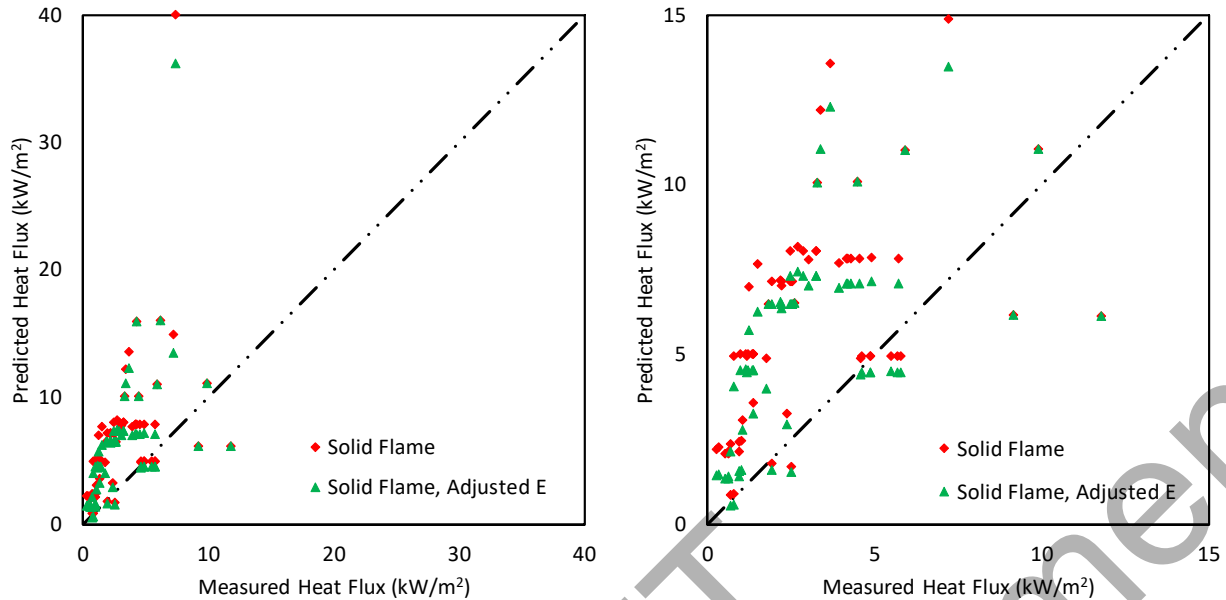 40
30
20
10
0
0
10
20
30
40
Predicted Heat Flux (kW/m²)
Measured Heat Flux (kW/m²)
Solid Flame
Solid Flame, Adjusted E
15
10
5
0
0
5
10
15
Predicted Heat Flux (kW/m²)
Measured Heat Flux (kW/m²)
Solid Flame
Solid Flame, Adjusted E